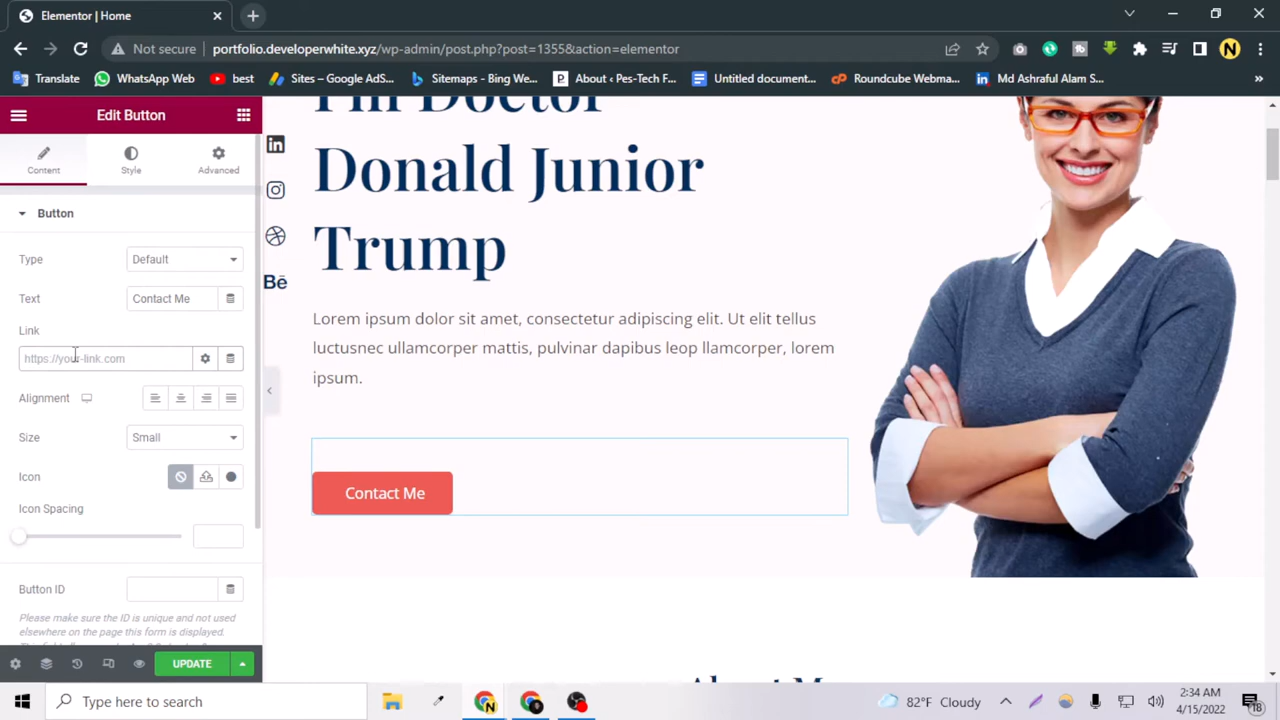 Elementor | Home
Not secure
portfolio.developerwhite.xyz/wp-admin/post.php?post=1355&action=elementor
N
Translate
WhatsApp Web
best
Sites – Google AdS...
Sitemaps - Bing We...
About ‹ Pes-Tech F...
Untitled document...
Roundcube Webma...
Md Ashraful Alam S...
»
Edit Button
Content
Style
Advanced
Button
Type
Default
Text
Contact Me
Link
https://your-link.com
Alignment
Size
Small
Icon
Icon Spacing
Button ID
Please make sure the ID is unique and not used
elsewhere on the page this form is displayed.
UPDATE
I'm Doctor
Donald Junior
Trump
Bē
Lorem ipsum dolor sit amet, consectetur adipiscing elit. Ut elit tellus
luctusnec ullamcorper mattis, pulvinar dapibus leop llamcorper, lorem
ipsum.
Contact Me
About M
Type here to search
82°F Cloudy
2:34 AM
4/15/2022
18